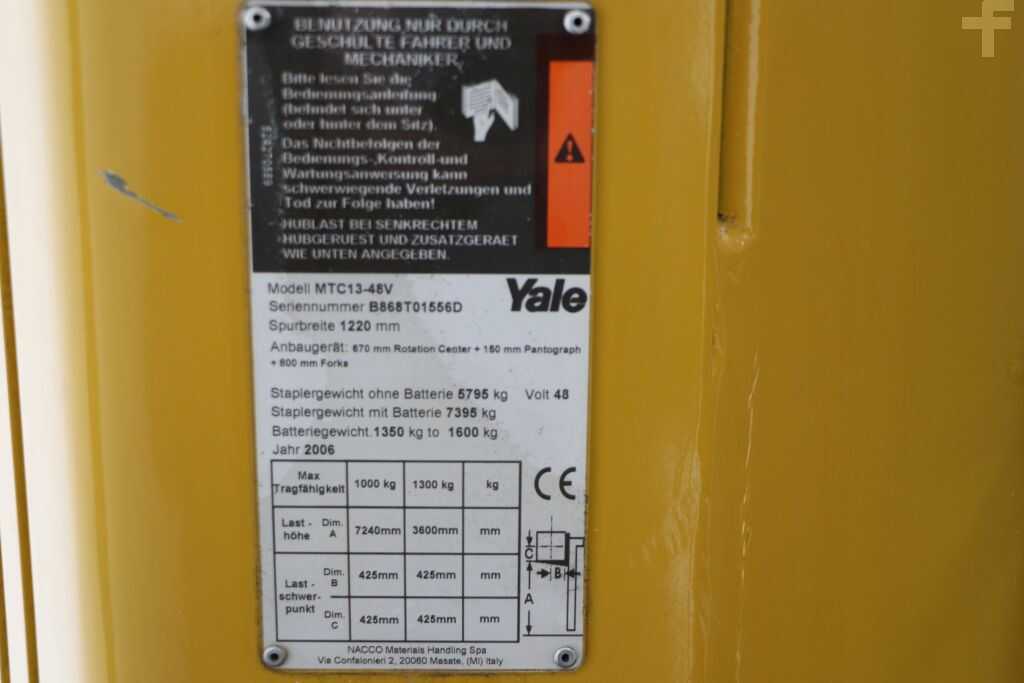 BENUTZUNG NUR DURCH
GESCHULTE FAHRER UND
MECHANIKER
Bitte lesen Sie die
Bedienungsanleitung
(befindet sich unter
oder hinter dem Sitz).
Das Nichtbefolgen der
Bedienungs-,Kontroll-und
Wartungsanweisung kann
schwerwiegende Verletzungen und
Tod zur Folge haben!
HUBLAST BEI SENKRECHTEM
HUBGERUEST UND ZUSATZGERAET
WIE UNTEN ANGEGEBEN.
Yale
Modell MTC13-48V
Seriennummer B868T01556D
Spurbreite 1220 mm
Anbaugerät: 670 mm Rotation Center + 150 mm Pantograph
+ 800 mm Forks
Staplergewicht ohne Batterie 5795 kg Volt 48
Staplergewicht mit Batterie 7395 kg
Batteriegewicht.1350 kg to 1600 kg
Jahr 2006
Max
Tragfähigkeit 1000 kg 1300 kg kg
Last - höhe Dim. A 7240mm 3600mm mm
Last - schwer- punkt Dim. B 425mm 425mm mm
Dim. C 425mm 425mm mm
CE
C
B
A
NACCO Materials Handling Spa
Via Confalonieri 2, 20060 Masate, (MI) Italy
f